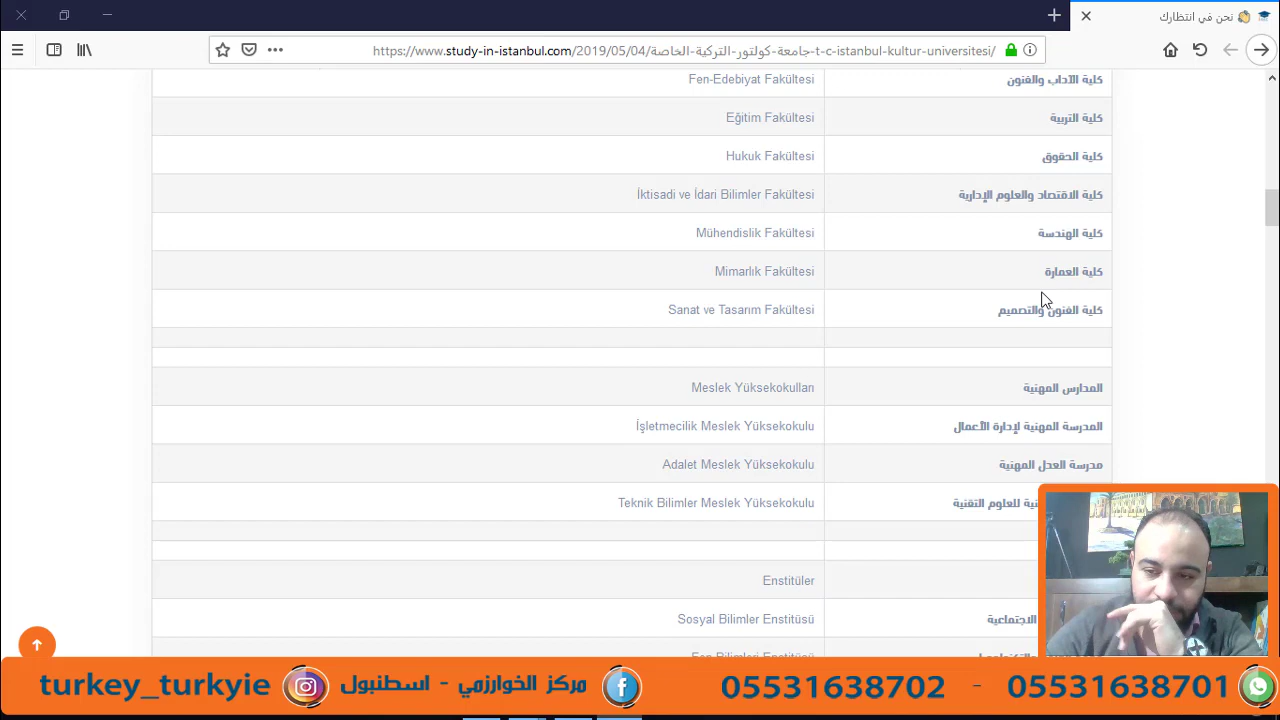 نحن في انتظارك
https://www.study-in-istanbul.com/2019/05/04/جامعة-كولتور-التركية-الخاصة-t-c-istanbul-kultur-universitesi/
كلية الآداب والفنون Fen-Edebiyat Fakültesi
كلية التربية Eğitim Fakültesi
كلية الحقوق Hukuk Fakültesi
كلية الاقتصاد والعلوم الإدارية İktisadi ve İdari Bilimler Fakültesi
كلية الهندسة Mühendislik Fakültesi
كلية العمارة Mimarlık Fakültesi
كلية الفنون والتصميم Sanat ve Tasarım Fakültesi
المدارس المهنية Meslek Yüksekokulları
المدرسة المهنية لإدارة الأعمال İşletmecilik Meslek Yüksekokulu
مدرسة العدل المهنية Adalet Meslek Yüksekokulu
للعلوم التقنية Teknik Bilimler Meslek Yüksekokulu
Enstitüler
الاجتماعية Sosyal Bilimler Enstitüsü
Fen Bilimleri Enstitüsü
turkey_turkyie مركز الخوارزمي - اسطنبول 05531638702 - 05531638701